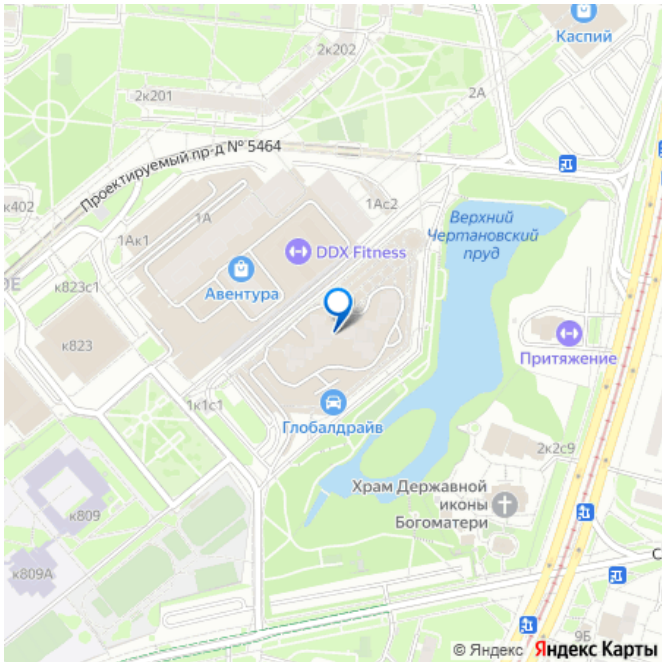 Каспий
2к202
2к201
2А
Проектируемый пр-д № 5464
к402
1А
1Ас2
Верхний
Чертановский
пруд
1Ак1
DDX Fitness
ОЕ
к823с1
Авентура
к823
Притяжение
1к1с1
Глобалдрайв
2к2с9
Храм Державной
иконы
Богоматери
к809
С
к809А
9Б
© Яндекс Яндекс Карты